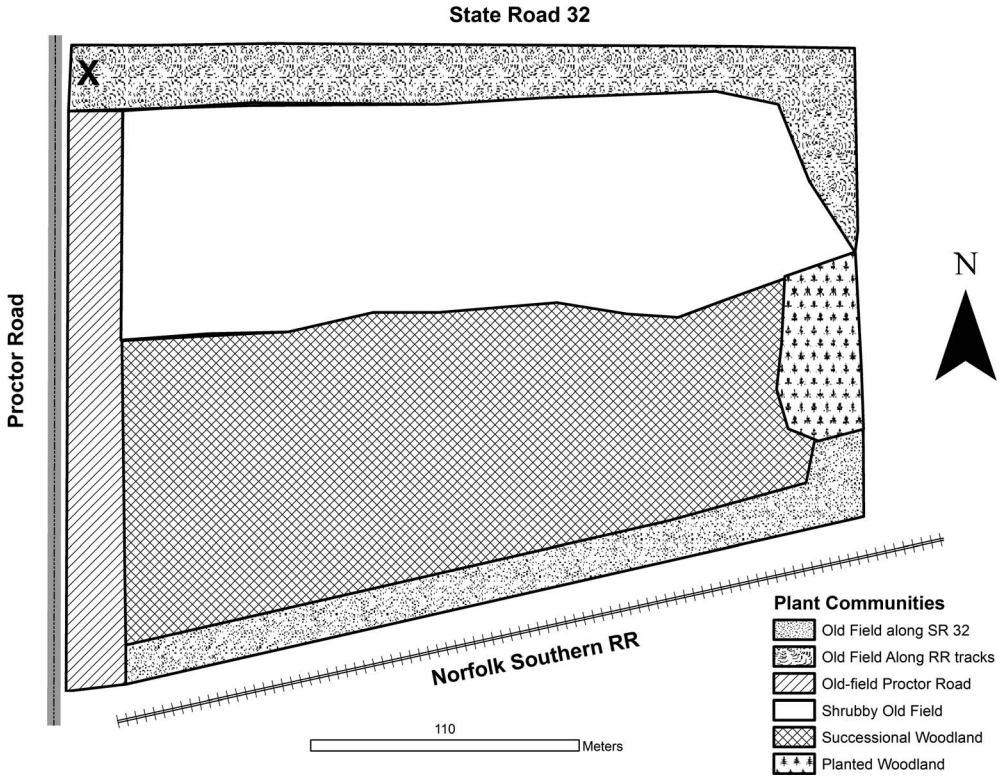 State Road 32
X
Proctor Road
N
Norfolk Southern RR
110
Meters
Plant Communities
Old Field along SR 32
Old Field Along RR tracks
Old-field Proctor Road
Shrubby Old Field
Successional Woodland
Planted Woodland